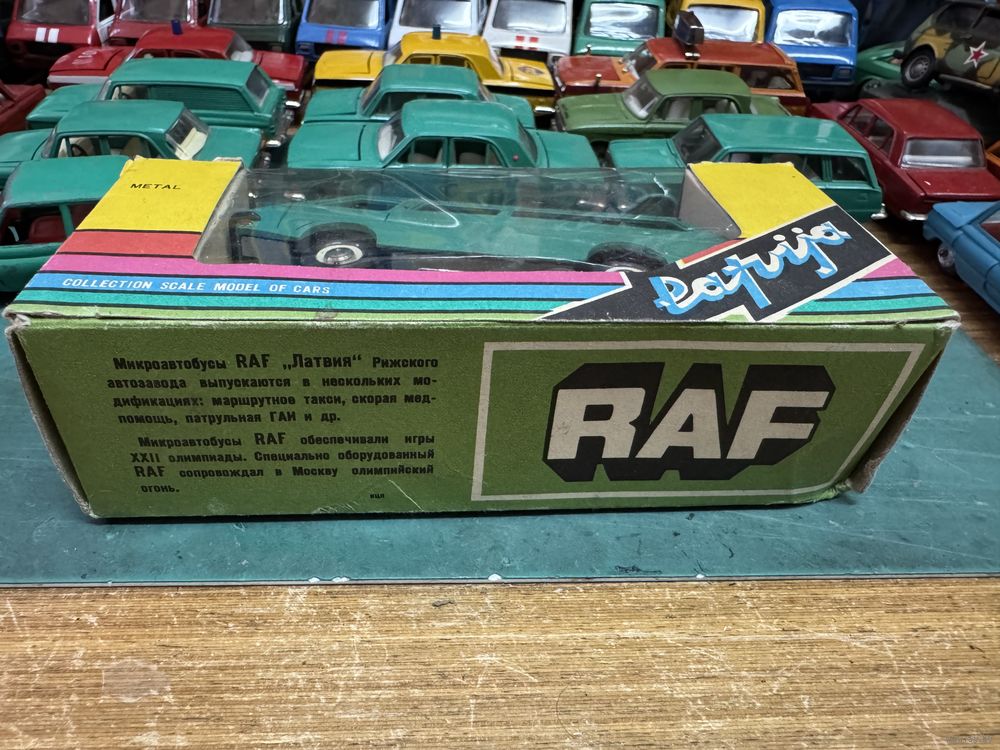 METAL
COLLECTION SCALE MODEL OF CARS
Latvija
Микроавтобусы RAF „Латвия“ Рижского
автозавода выпускаются в нескольких мо-
дификациях: маршрутное такси, скорая мед-
помощь, патрульная ГАИ и др.
Микроавтобусы RAF обеспечивали игры
XXII олимпиады. Специально оборудованный
RAF сопровождал в Москву олимпийский
огонь.
RAF